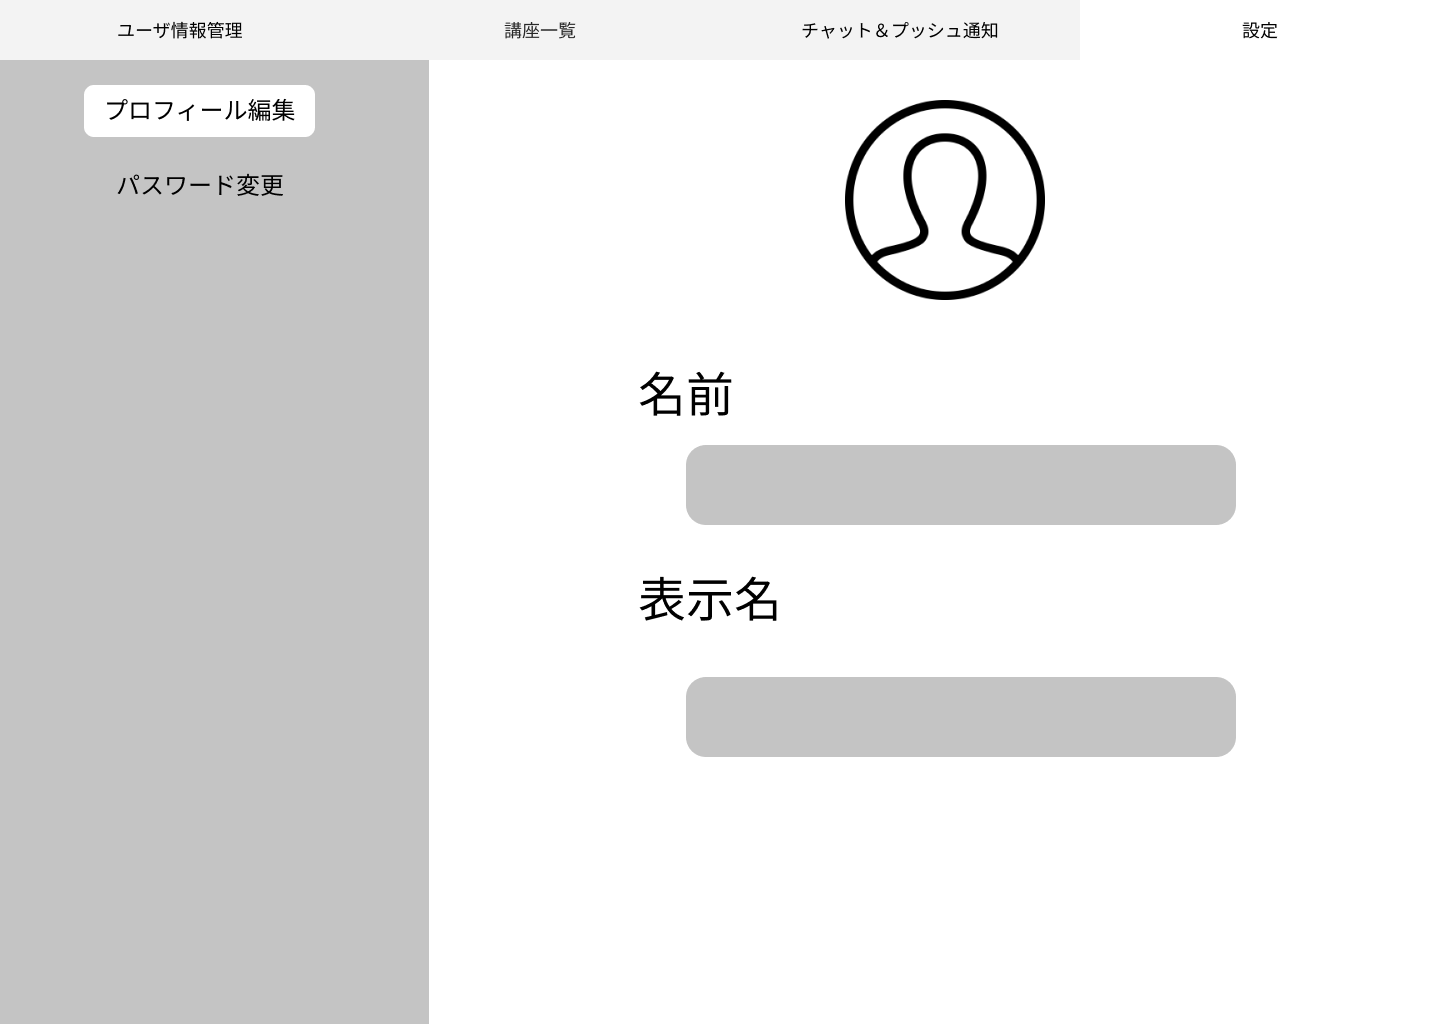 ユーザ情報管理
講座一覧
チャット＆プッシュ通知
設定
プロフィール編集
パスワード変更
名前
表示名